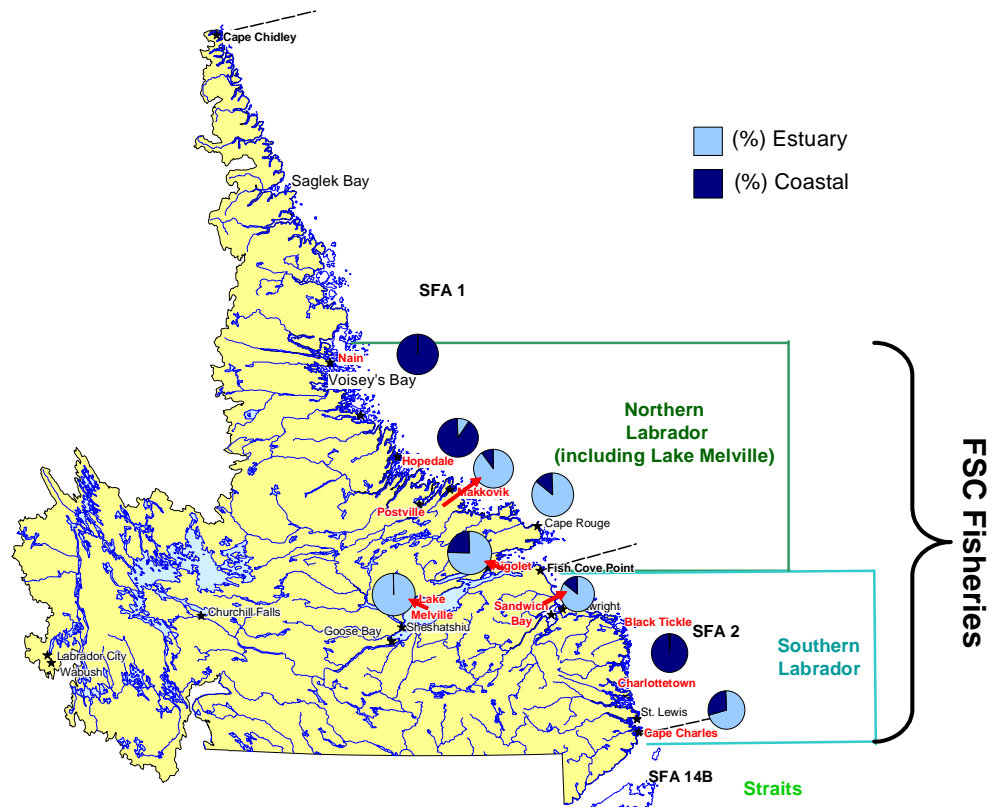 Cape Chidley
(%) Estuary
(%) Coastal
Saglek Bay
SFA 1
Nain
Voisey's Bay
Northern
Labrador
(including Lake Melville)
Hopedale
Makkovik
Postville
Cape Rouge
FSC Fisheries
Fish Cove Point
Lake
Melville
Sandwich
Bay
Churchill Falls
Sheshatshiu
Goose Bay
Black Tickle
SFA 2
Southern
Labrador
Labrador City
Wabush
Charlottetown
St. Lewis
Cape Charles
SFA 14B
Straits